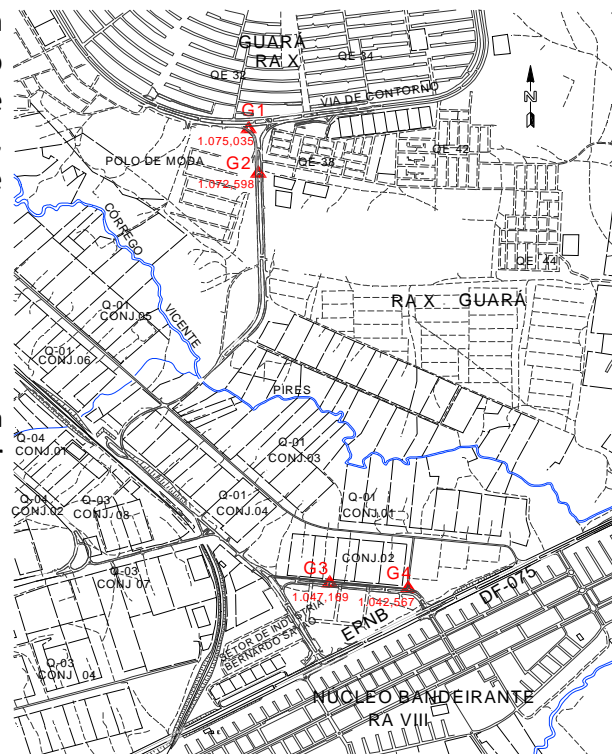 GUARÁ
RA X
QE 32
QE 34
VIA DE CONTORNO
G1
1.075,035
POLO DE MODA
G2
1.072,598
QE-38
QE 42
QE 44
CÓRREGO
VICENTE
PIRES
RA X GUARÁ
Q-01
CONJ.05
Q-01
CONJ.06
Q-04
CONJ.01
Q-01
CONJ.03
Q-04
CONJ.02
Q-03
CONJ. 08
Q-01
CONJ.04
Q-01
CONJ.01
CONJ.02
Q-03
CONJ 07
G3
1.047,169
G4
1.042,557
DF-075
EPNB
SETOR DE INDUSTRIA
BERNARDO SAYÃO
Q-03
CONJ. 04
NÚCLEO BANDEIRANTE
RA VIII